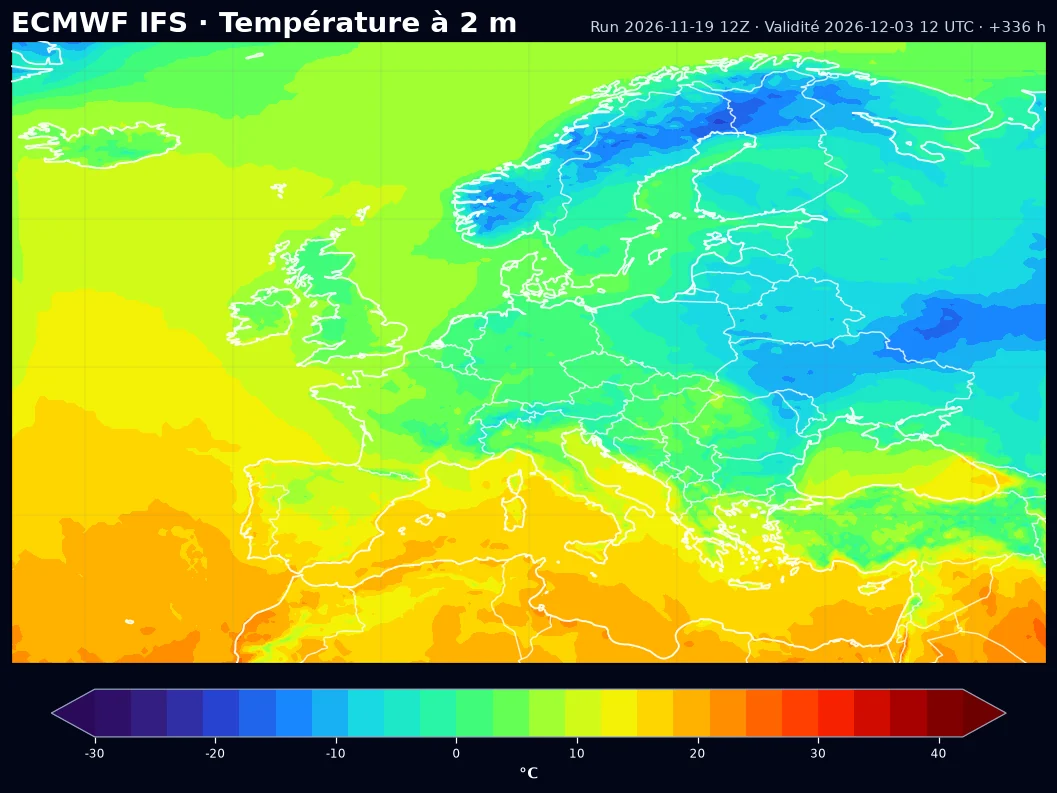 ECMWF IFS · Température à 2 m
Run 2026-11-19 12Z · Validité 2026-12-03 12 UTC · +336 h
-30 -20 -10 0 10 20 30 40
°C